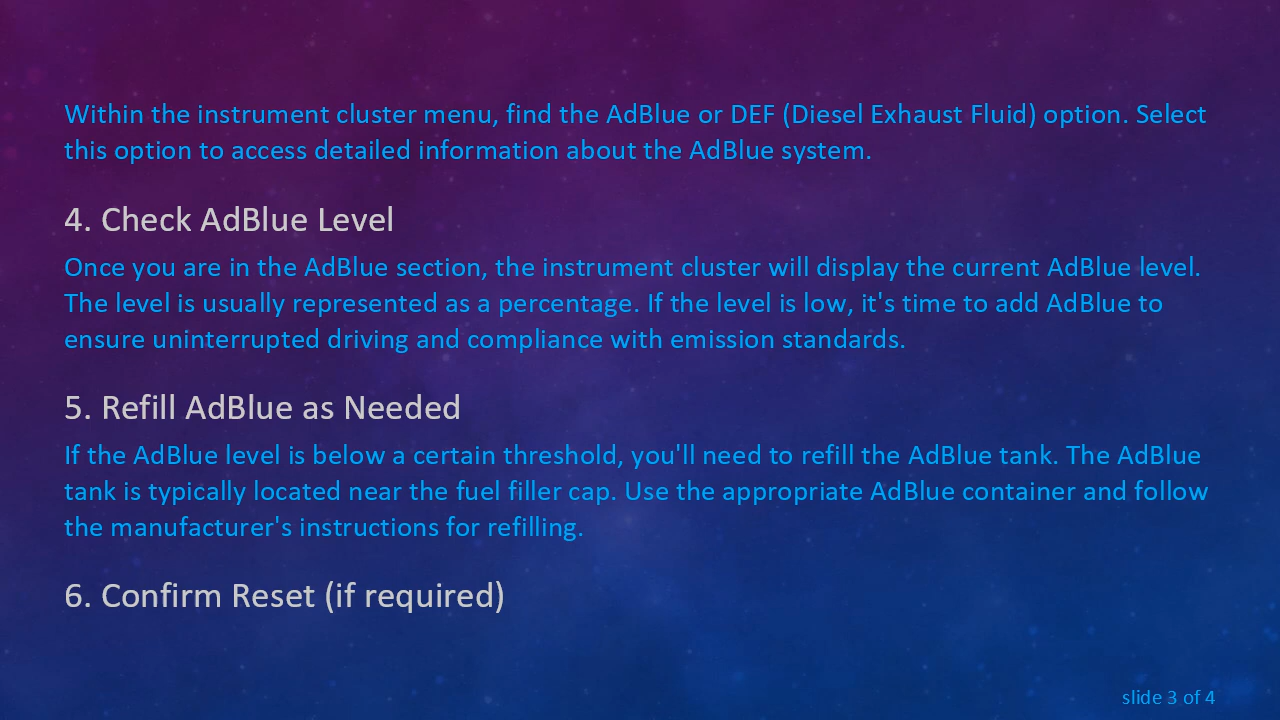 Within the instrument cluster menu, find the AdBlue or DEF (Diesel Exhaust Fluid) option. Select
this option to access detailed information about the AdBlue system.
4. Check AdBlue Level
Once you are in the AdBlue section, the instrument cluster will display the current AdBlue level.
The level is usually represented as a percentage. If the level is low, it's time to add AdBlue to
ensure uninterrupted driving and compliance with emission standards.
5. Refill AdBlue as Needed
If the AdBlue level is below a certain threshold, you'll need to refill the AdBlue tank. The AdBlue
tank is typically located near the fuel filler cap. Use the appropriate AdBlue container and follow
the manufacturer's instructions for refilling.
6. Confirm Reset (if required)
slide 3 of 4